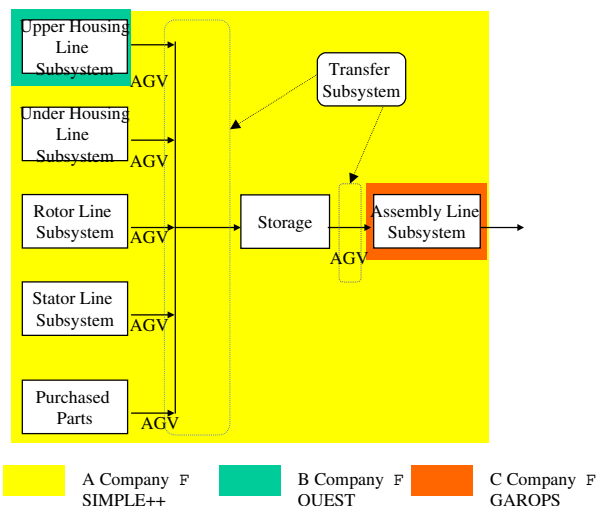 Upper Housing
Line
Subsystem
AGV
Transfer
Subsystem
Under Housing
Line
Subsystem
AGV
Rotor Line
Subsystem
AGV
Storage
AGV
Assembly Line
Subsystem
Stator Line
Subsystem
AGV
Purchased
Parts
AGV
A Company F
SIMPLE++
B Company F
QUEST
C Company F
GAROPS